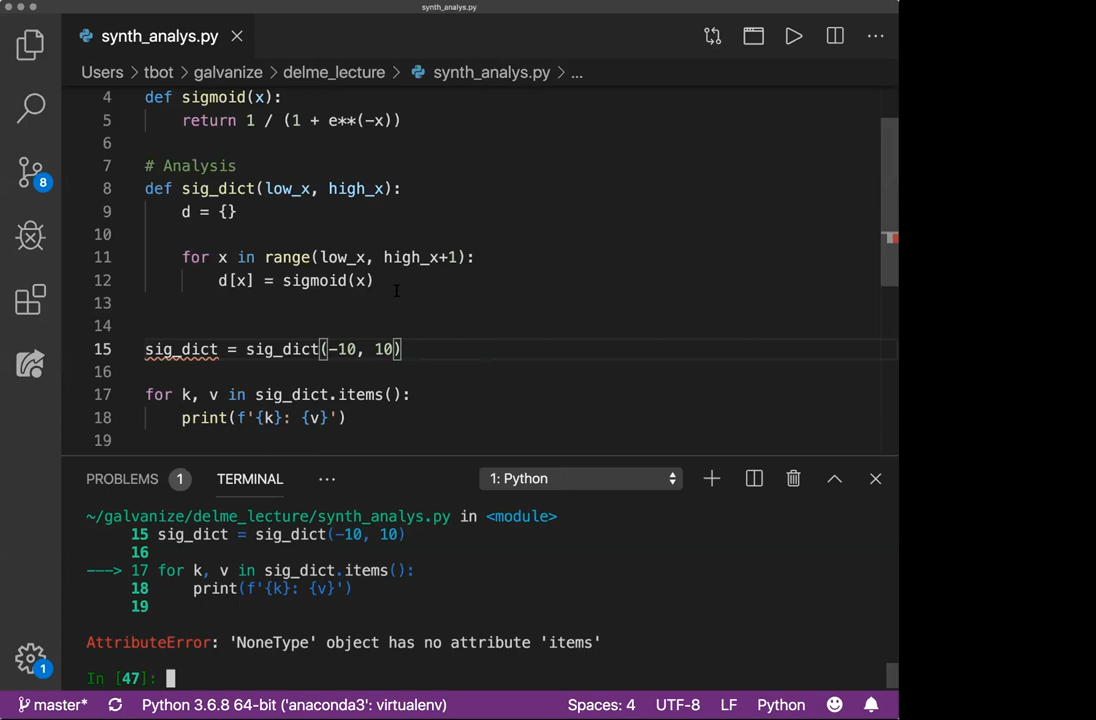 synth_analys.py
synth_analys.py
Users > tbot > galvanize > delme_lecture > synth_analys.py > ...
4 def sigmoid(x):
5 return 1 / (1 + e**(-x))
6
7 # Analysis
8 def sig_dict(low_x, high_x):
9 d = {}
10
11 for x in range(low_x, high_x+1):
12 d[x] = sigmoid(x)
13
14
15 sig_dict = sig_dict(-10, 10)
16
17 for k, v in sig_dict.items():
18 print(f'{k}: {v}')
19
8
PROBLEMS 1 TERMINAL ... 1: Python
~/galvanize/delme_lecture/synth_analys.py in <module>
15 sig_dict = sig_dict(-10, 10)
16
---> 17 for k, v in sig_dict.items():
18 print(f'{k}: {v}')
19
AttributeError: 'NoneType' object has no attribute 'items'
In [47]:
1
master* Python 3.6.8 64-bit ('anaconda3': virtualenv) Spaces: 4 UTF-8 LF Python